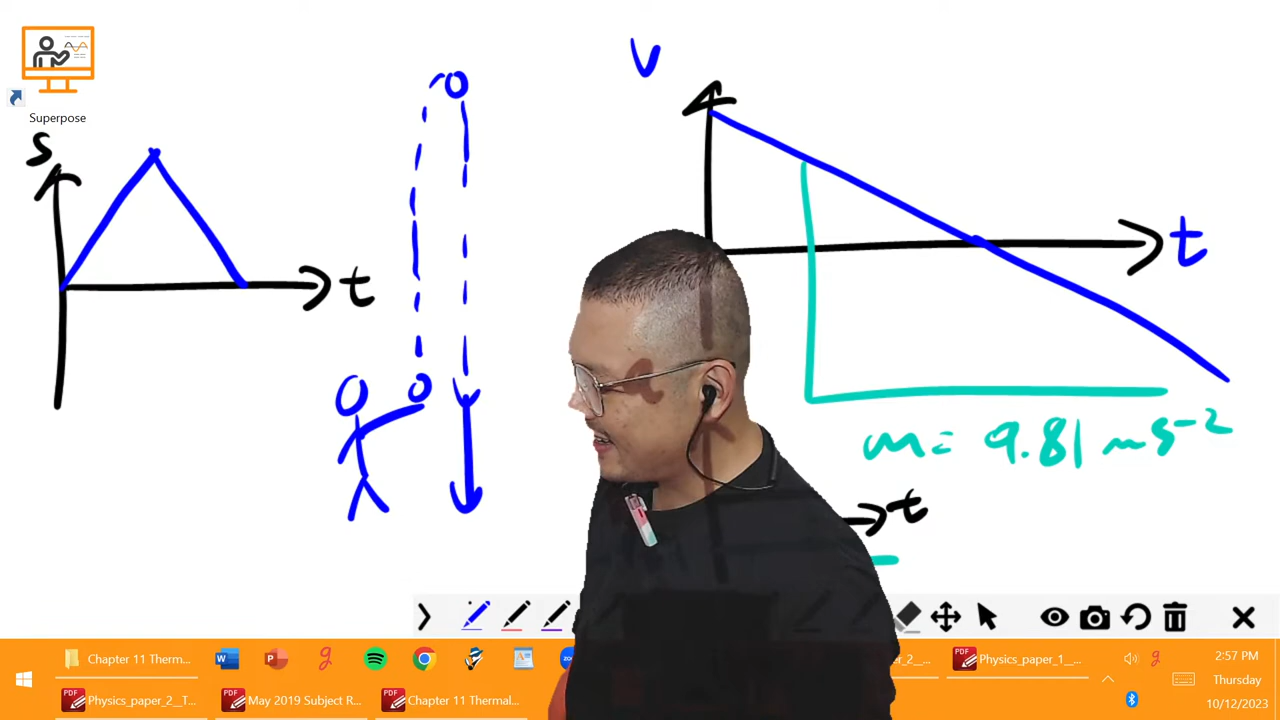 Superpose
s
t
v
t
m = 9.81 ms-2
t
Chapter 11 Therm...
Physics_paper_1_...
2:57 PM
Thursday
Physics_paper_2__T...
May 2019 Subject R...
Chapter 11 Thermal...
10/12/2023